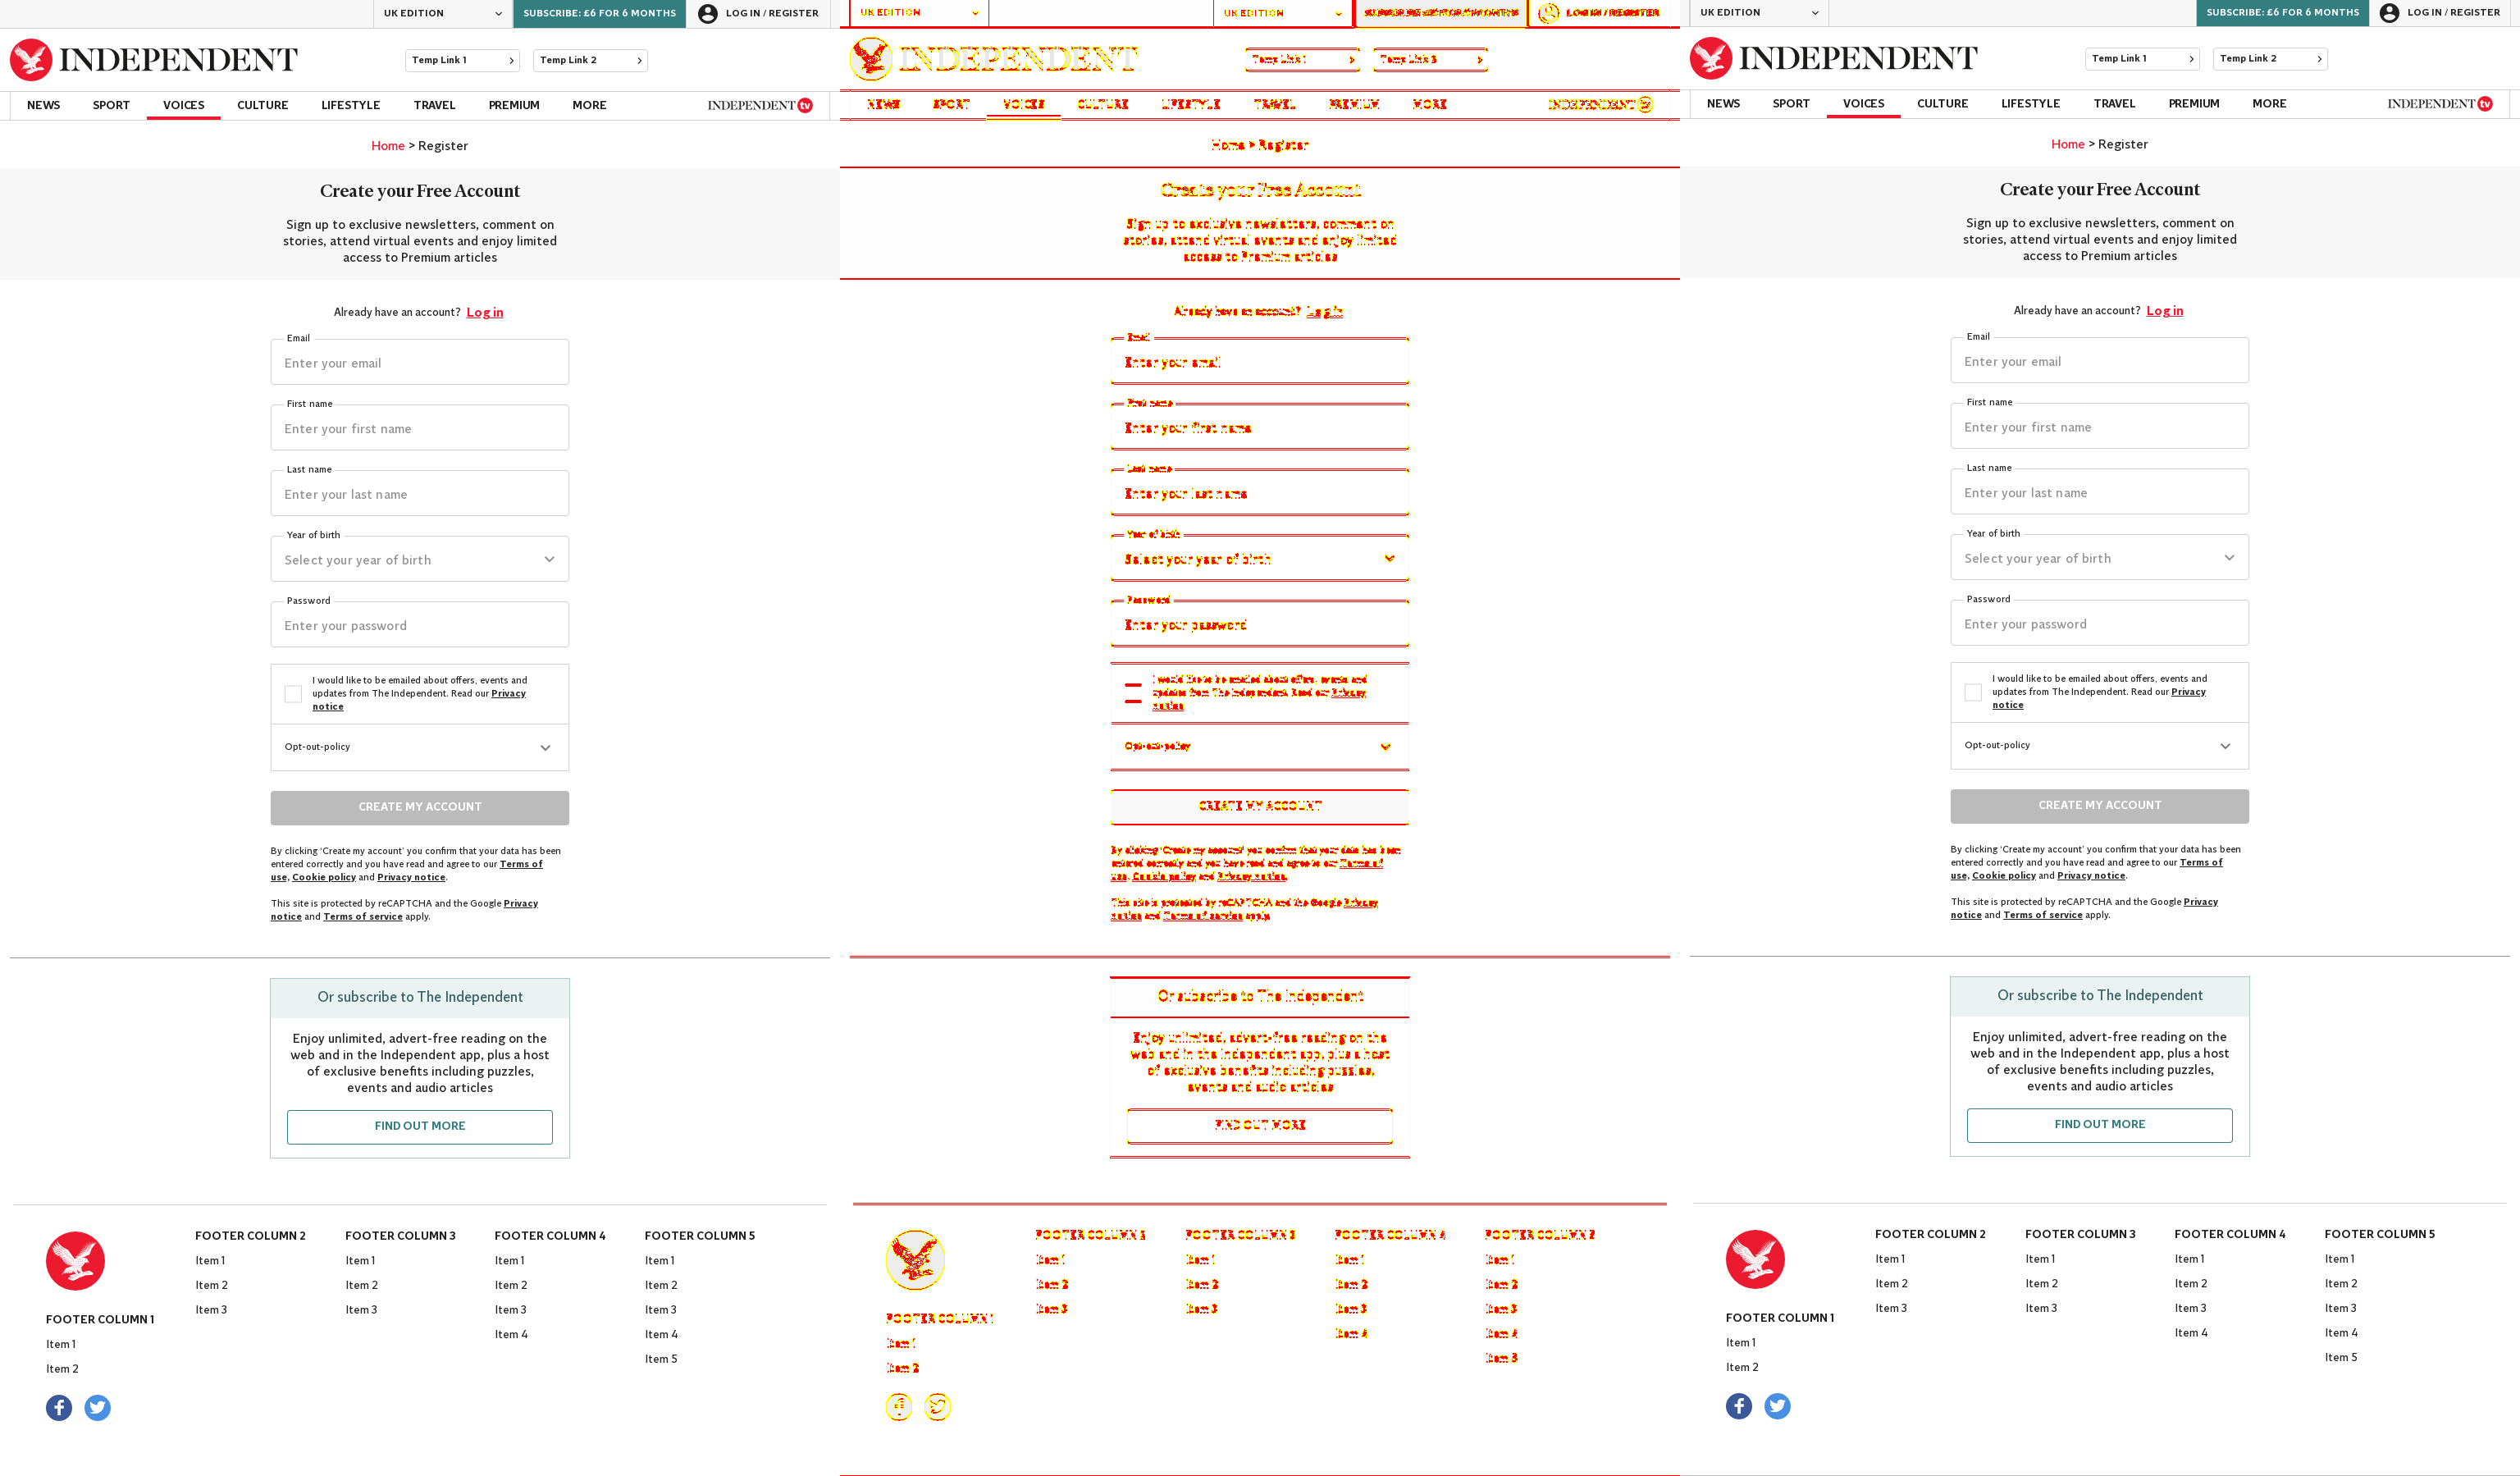 UK EDITION
SUBSCRIBE: £6 FOR 6 MONTHS
LOG IN / REGISTER
INDEPENDENT
Temp Link 1
Temp Link 2
NEWS SPORT VOICES CULTURE LIFESTYLE TRAVEL PREMIUM MORE INDEPENDENT tv
Home > Register
Create your Free Account
Sign up to exclusive newsletters, comment on
stories, attend virtual events and enjoy limited
access to Premium articles
Already have an account? Log in
Email
Enter your email
First name
Enter your first name
Last name
Enter your last name
Year of birth
Select your year of birth
Password
Enter your password
I would like to be emailed about offers, events and
updates from The Independent. Read our Privacy
notice
Opt-out-policy
CREATE MY ACCOUNT
By clicking ‘Create my account’ you confirm that your data has been
entered correctly and you have read and agree to our Terms of
use, Cookie policy and Privacy notice.
This site is protected by reCAPTCHA and the Google Privacy
notice and Terms of service apply.
Or subscribe to The Independent
Enjoy unlimited, advert-free reading on the
web and in the Independent app, plus a host
of exclusive benefits including puzzles,
events and audio articles
FIND OUT MORE
FOOTER COLUMN 1
Item 1
Item 2
FOOTER COLUMN 2
Item 1
Item 2
Item 3
FOOTER COLUMN 3
Item 1
Item 2
Item 3
FOOTER COLUMN 4
Item 1
Item 2
Item 3
Item 4
FOOTER COLUMN 5
Item 1
Item 2
Item 3
Item 4
Item 5
UK EDITION
UK EDITION
LOG IN / REGISTER
INDEPENDENT
Temp Link 1
NEWS SPORT VOICES CULTURE LIFESTYLE TRAVEL PREMIUM MORE INDEPENDENT
Home > Register
Create your Free Account
Sign up to exclusive newsletters, comment on
stories, attend virtual events and enjoy limited
access to Premium articles
Already have an account? Log in
Email
Enter your email
First name
Enter your first name
Last name
Enter your last name
Year of birth
Select your year of birth
Password
Enter your password
I would like to be emailed about offers, events and
updates from The Independent. Read our Privacy
notice
Opt-out-policy
CREATE MY ACCOUNT
By clicking ‘Create my account’ you confirm that your data has been
entered correctly and you have read and agree to our Terms of
use, Cookie policy and Privacy notice.
This site is protected by reCAPTCHA and the Google Privacy
notice and Terms of service apply.
Or subscribe to The Independent
Enjoy unlimited, advert-free reading on the
web and in the Independent app, plus a host
of exclusive benefits including puzzles,
events and audio articles
FIND OUT MORE
FOOTER COLUMN
Item 1
Item 2
FOOTER COLUMN
Item 1
Item 2
Item 3
FOOTER COLUMN
Item 1
Item 2
Item 3
FOOTER COLUMN 4
Item 1
Item 2
Item 3
Item 4
FOOTER COLUMN
Item 1
Item 2
Item 3
Item 4
UK EDITION
SUBSCRIBE: £6 FOR 6 MONTHS
LOG IN / REGISTER
INDEPENDENT
Temp Link 1
Temp Link 2
NEWS SPORT VOICES CULTURE LIFESTYLE TRAVEL PREMIUM MORE INDEPENDENT tv
Home > Register
Create your Free Account
Sign up to exclusive newsletters, comment on
stories, attend virtual events and enjoy limited
access to Premium articles
Already have an account? Log in
Email
Enter your email
First name
Enter your first name
Last name
Enter your last name
Year of birth
Select your year of birth
Password
Enter your password
I would like to be emailed about offers, events and
updates from The Independent. Read our Privacy
notice
Opt-out-policy
CREATE MY ACCOUNT
By clicking ‘Create my account’ you confirm that your data has been
entered correctly and you have read and agree to our Terms of
use, Cookie policy and Privacy notice.
This site is protected by reCAPTCHA and the Google Privacy
notice and Terms of service apply.
Or subscribe to The Independent
Enjoy unlimited, advert-free reading on the
web and in the Independent app, plus a host
of exclusive benefits including puzzles,
events and audio articles
FIND OUT MORE
FOOTER COLUMN 1
Item 1
Item 2
FOOTER COLUMN 2
Item 1
Item 2
Item 3
FOOTER COLUMN 3
Item 1
Item 2
Item 3
FOOTER COLUMN 4
Item 1
Item 2
Item 3
Item 4
FOOTER COLUMN 5
Item 1
Item 2
Item 3
Item 4
Item 5